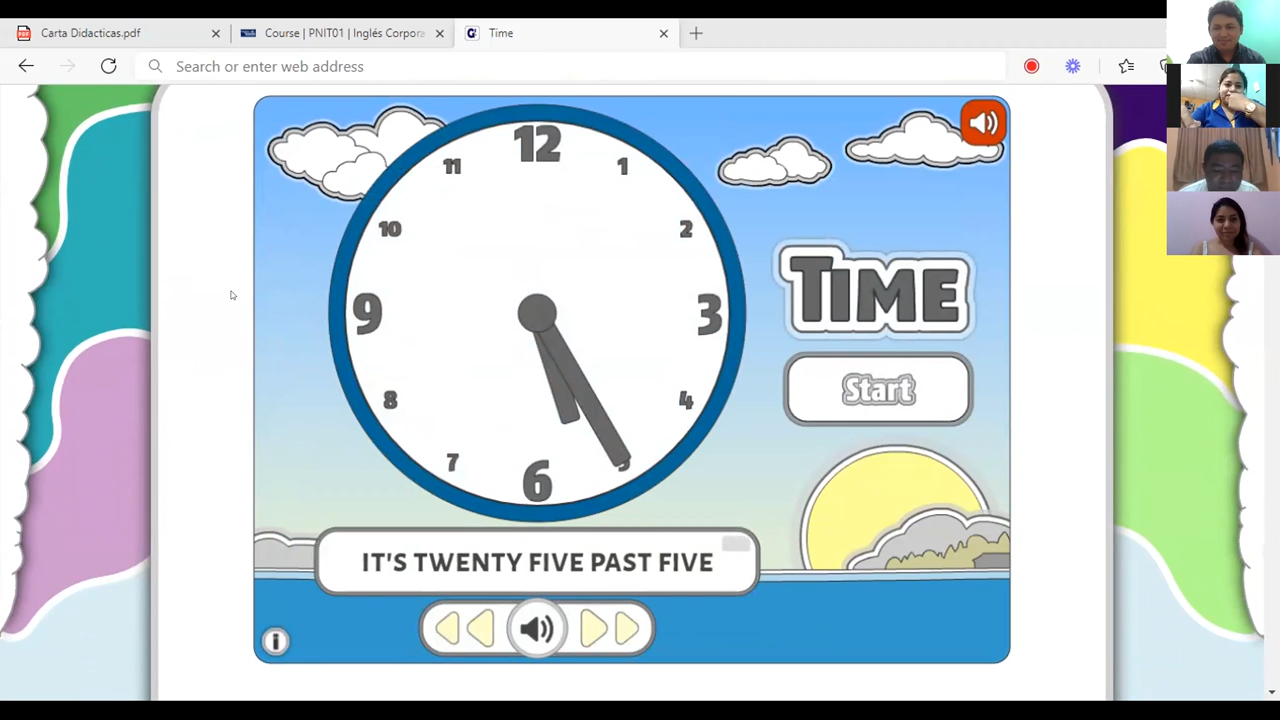 Carta Didacticas.pdf
Course | PNIT01 | Inglés Corpora
Time
Search or enter web address
12
11
1
10
2
9
3
8
4
7
5
6
TIME
Start
IT'S TWENTY FIVE PAST FIVE
i